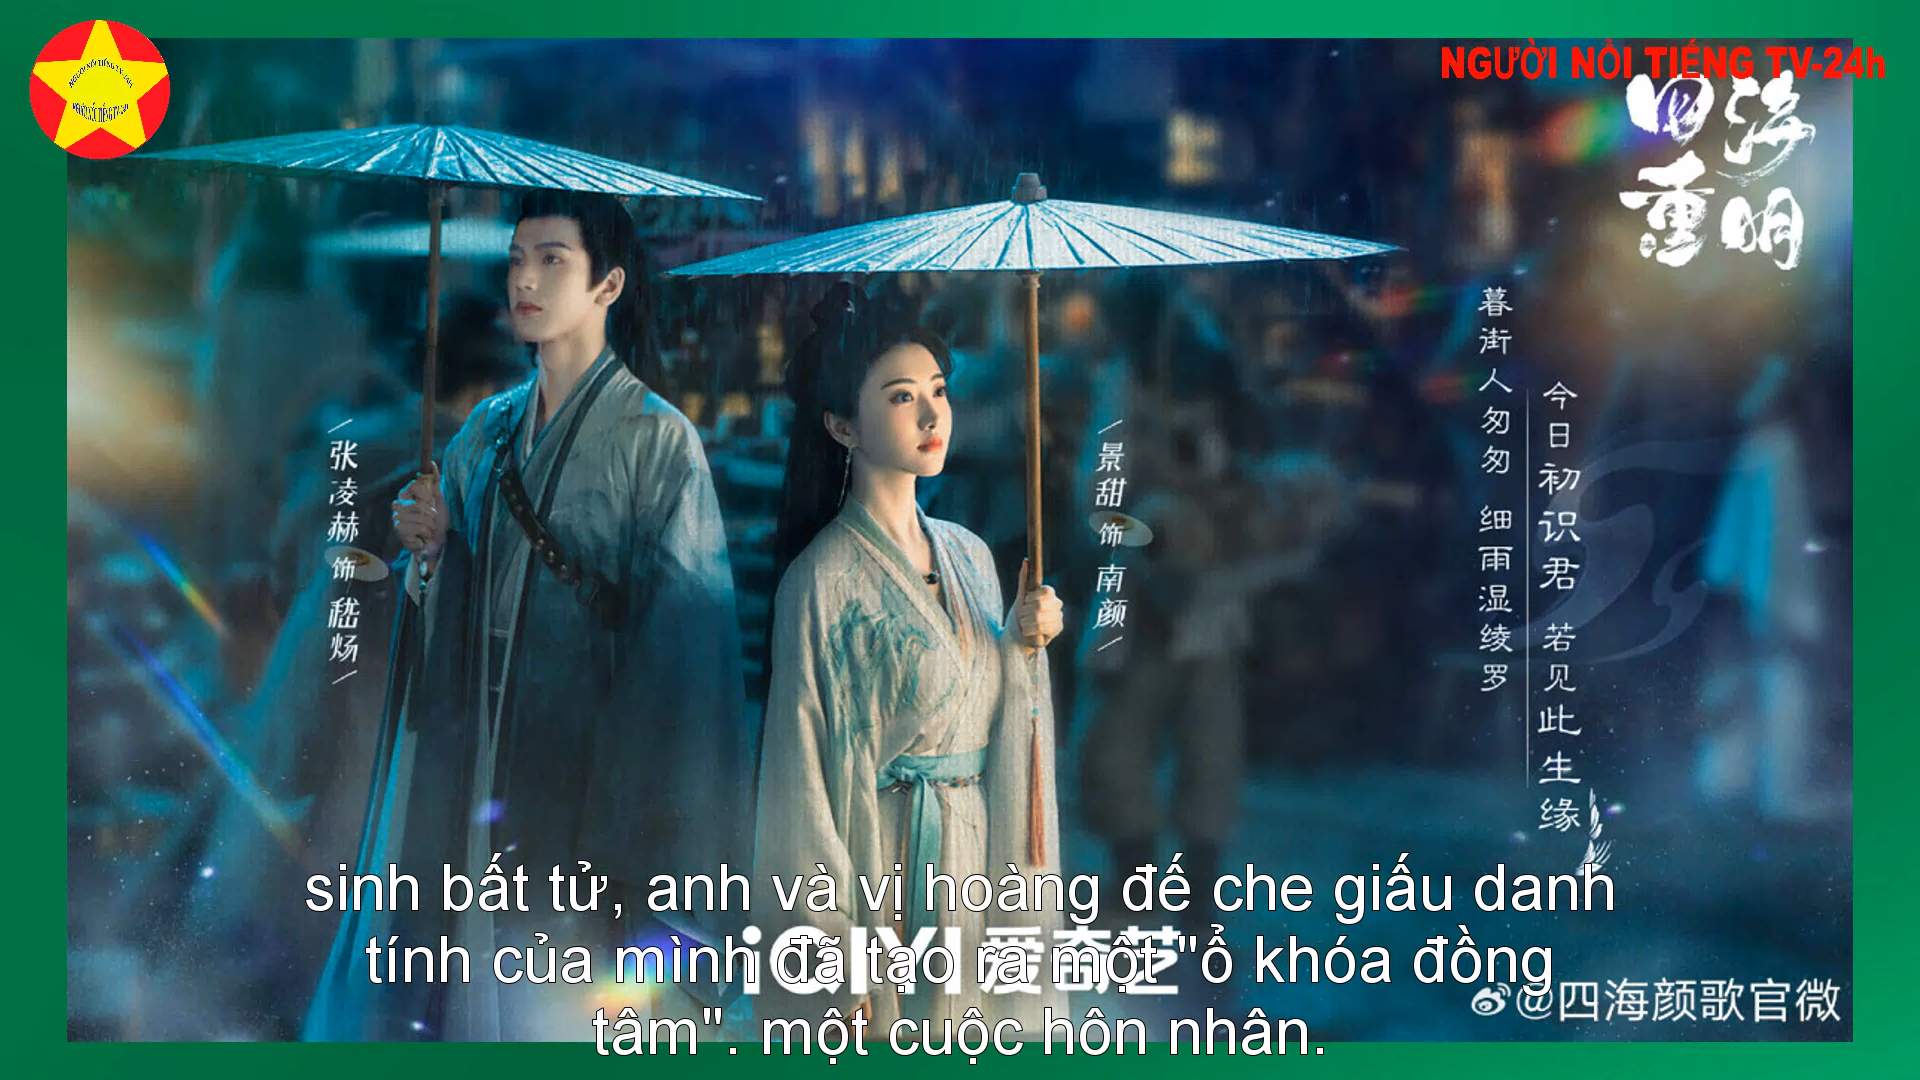 NGƯỜI NỔI TIẾNG TV-24h
四海
重明
暮街人匆匆 细雨湿绫罗
今日初识君 若见此生缘
张凌赫 饰 嵇炀
景甜 饰 南颜
sinh bất tử, anh và vị hoàng đế che giấu danh
tính của mình đã tạo ra một "ổ khóa đồng
tâm". một cuộc hôn nhân.
iQIYI 爱奇艺
@四海颜歌官微